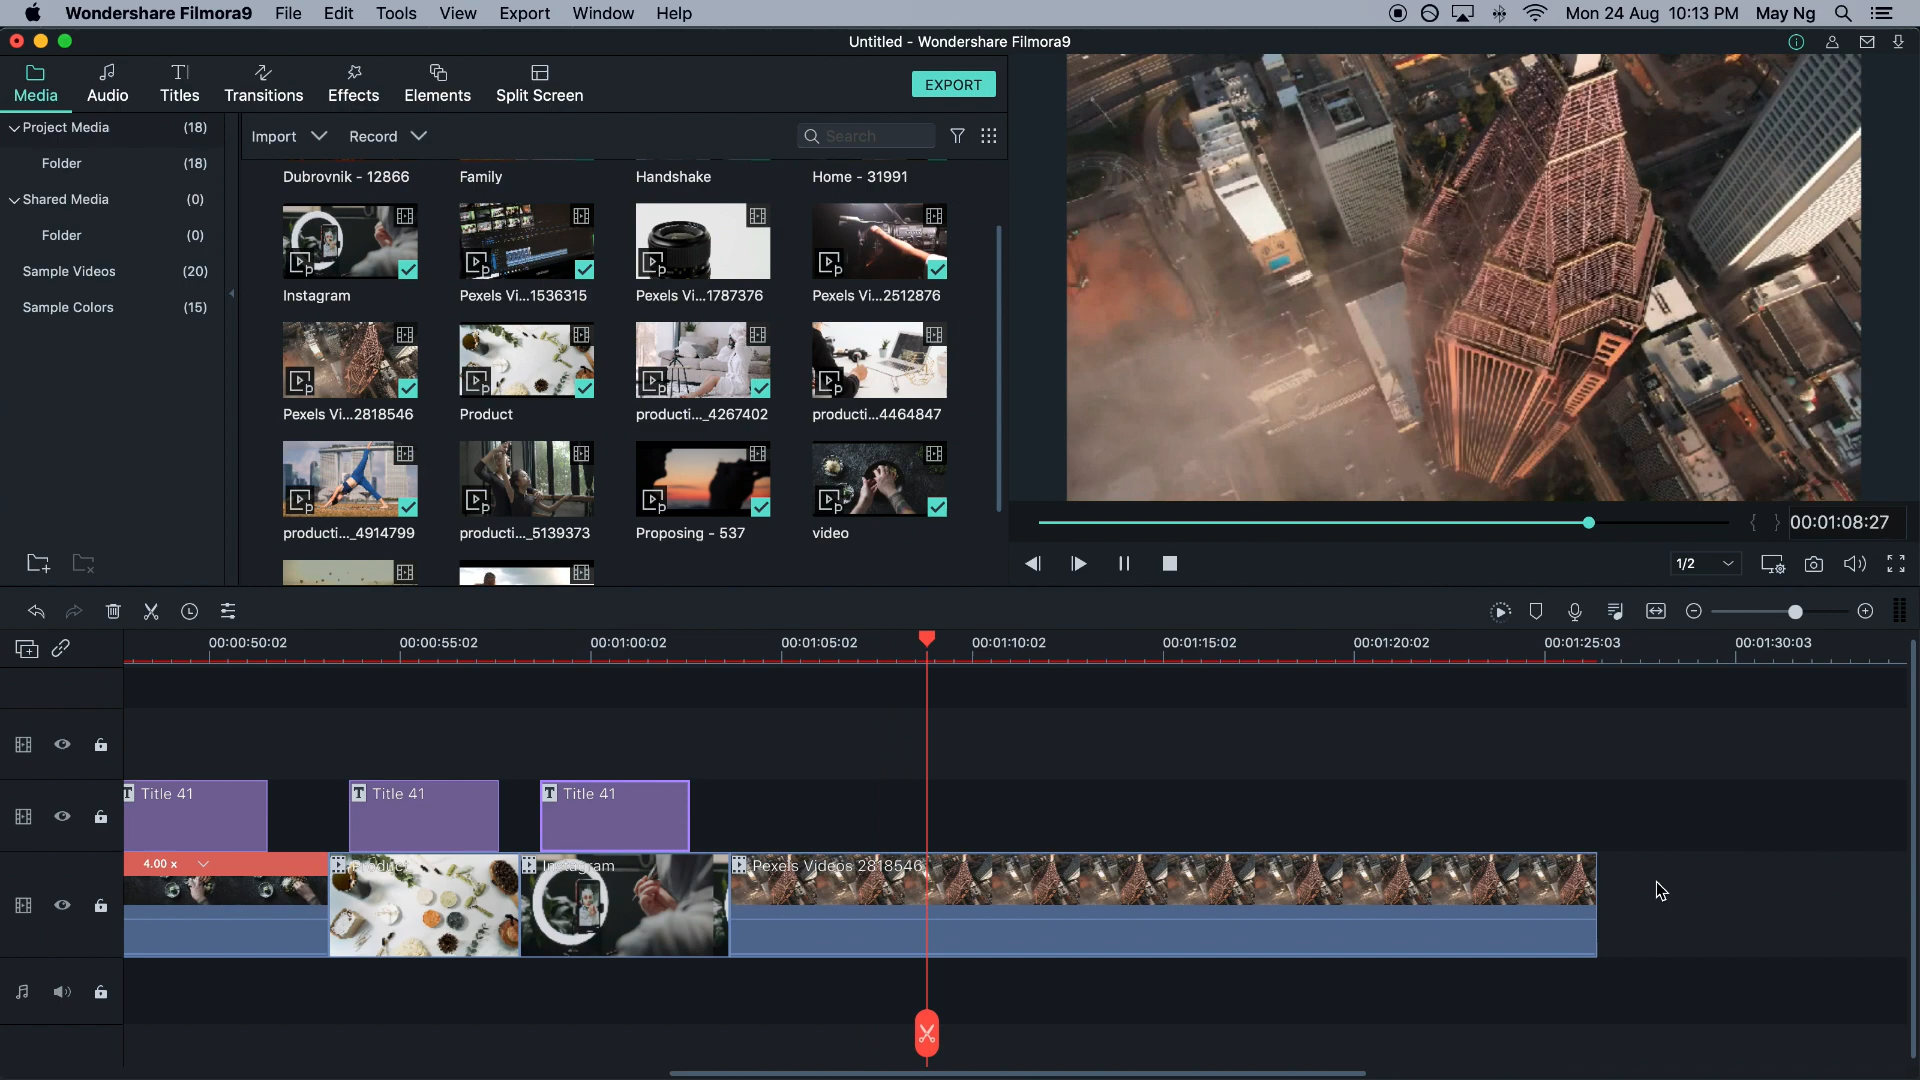 Wondershare Filmora9 File Edit Tools View Export Window Help Mon 24 Aug 10:13 PM May Ng
Untitled - Wondershare Filmora9
Media Audio Titles Transitions Effects Elements Split Screen EXPORT
Project Media (18)
Folder (18)
Shared Media (0)
Folder (0)
Sample Videos (20)
Sample Colors (15)
Import Record Search
Dubrovnik - 12866 Family Handshake Home - 31991
Instagram Pexels Vi...1536315 Pexels Vi...1787376 Pexels Vi...2512876
Pexels Vi...2818546 Product producti..._4267402 producti...4464847
producti..._4914799 producti..._5139373 Proposing - 537 video
{ } 00:01:08:27
1/2
00:00:50:02 00:00:55:02 00:01:00:02 00:01:05:02 00:01:10:02 00:01:15:02 00:01:20:02 00:01:25:03 00:01:30:03
T Title 41 T Title 41 T Title 41
4.00 x Product Instagram Pexels Videos 2818546